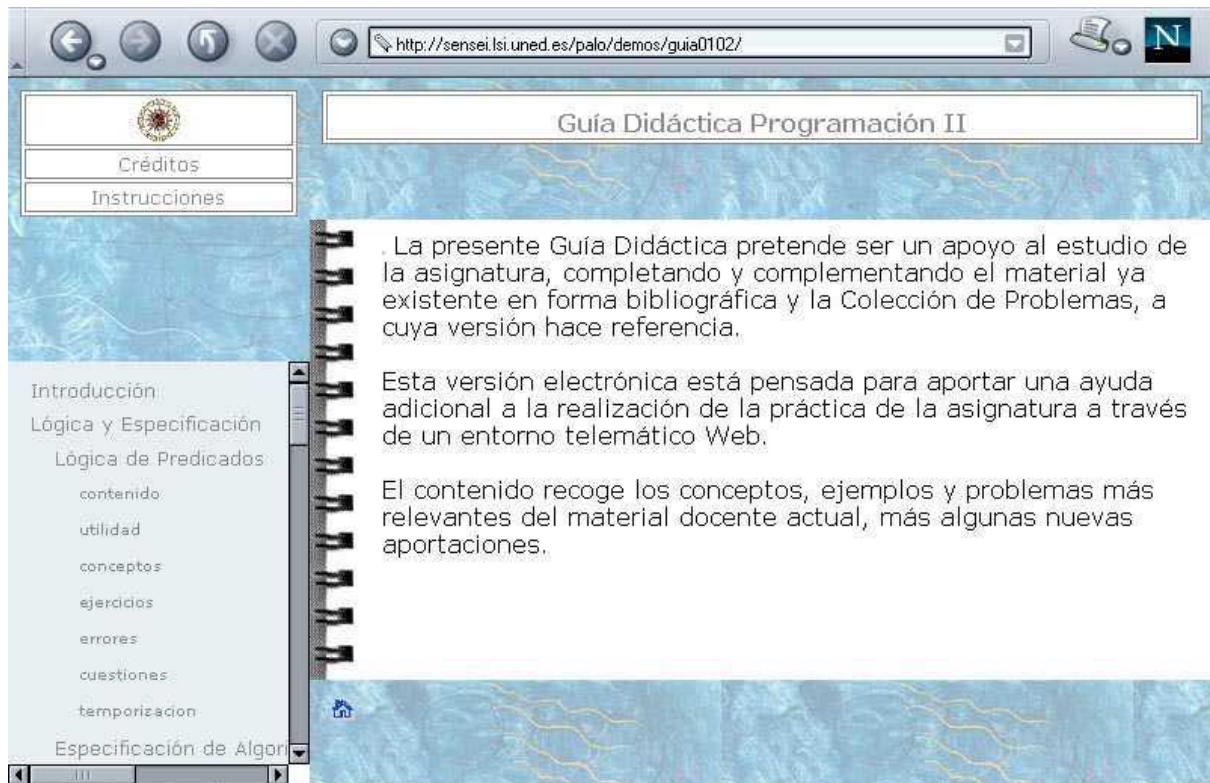 http://sensei.lsi.uned.es/palo/demos/guia0102/
N
Créditos
Instrucciones
Guía Didáctica Programación II
Introducción
Lógica y Especificación
Lógica de Predicados
contenido
utilidad
conceptos
ejercicios
errores
cuestiones
temporizacion
Especificación de Algori
. La presente Guía Didáctica pretende ser un apoyo al estudio de
la asignatura, completando y complementando el material ya
existente en forma bibliográfica y la Colección de Problemas, a
cuya versión hace referencia.
Esta versión electrónica está pensada para aportar una ayuda
adicional a la realización de la práctica de la asignatura a través
de un entorno telemático Web.
El contenido recoge los conceptos, ejemplos y problemas más
relevantes del material docente actual, más algunas nuevas
aportaciones.